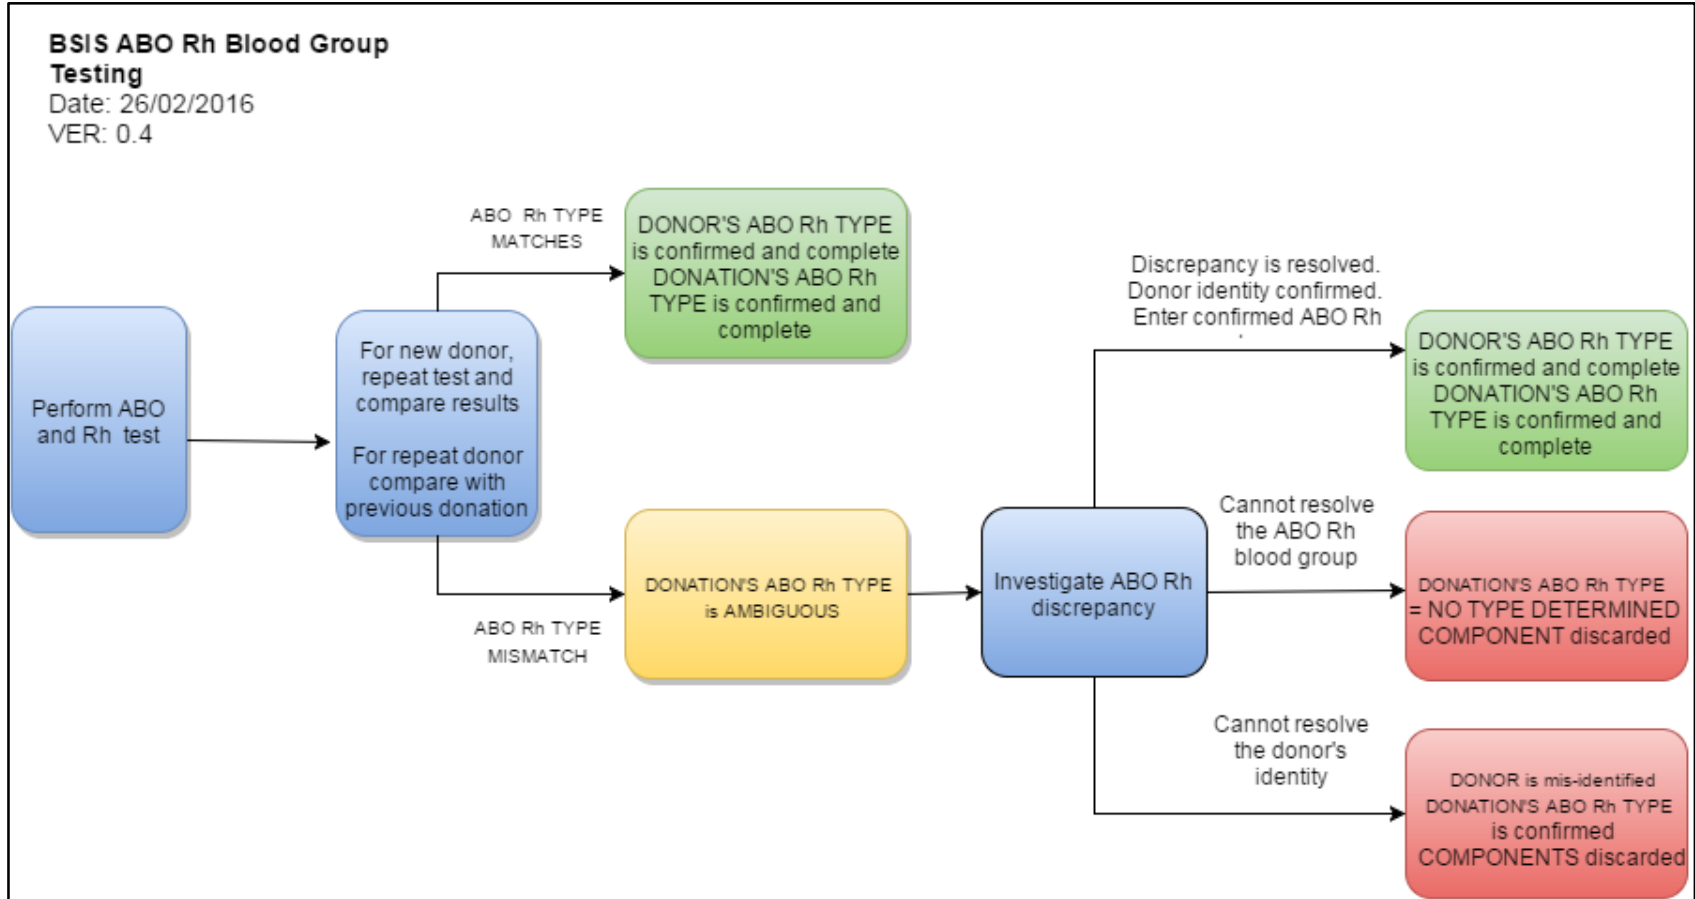 BSIS ABO Rh Blood Group
Testing
Date: 26/02/2016
VER: 0.4
Perform ABO
and Rh test
For new donor,
repeat test and
compare results
For repeat donor
compare with
previous donation
ABO Rh TYPE
MATCHES
DONOR'S ABO Rh TYPE
is confirmed and complete
DONATION'S ABO Rh
TYPE is confirmed and
complete
ABO Rh TYPE
MISMATCH
DONATION'S ABO Rh TYPE
is AMBIGUOUS
Investigate ABO Rh
discrepancy
Discrepancy is resolved.
Donor identity confirmed.
Enter confirmed ABO Rh
.
DONOR'S ABO Rh TYPE
is confirmed and complete
DONATION'S ABO Rh
TYPE is confirmed and
complete
Cannot resolve
the ABO Rh
blood group
DONATION'S ABO Rh TYPE
= NO TYPE DETERMINED
COMPONENT discarded
Cannot resolve
the donor's
identity
DONOR is mis-identified
DONATION'S ABO Rh TYPE
is confirmed
COMPONENTS discarded